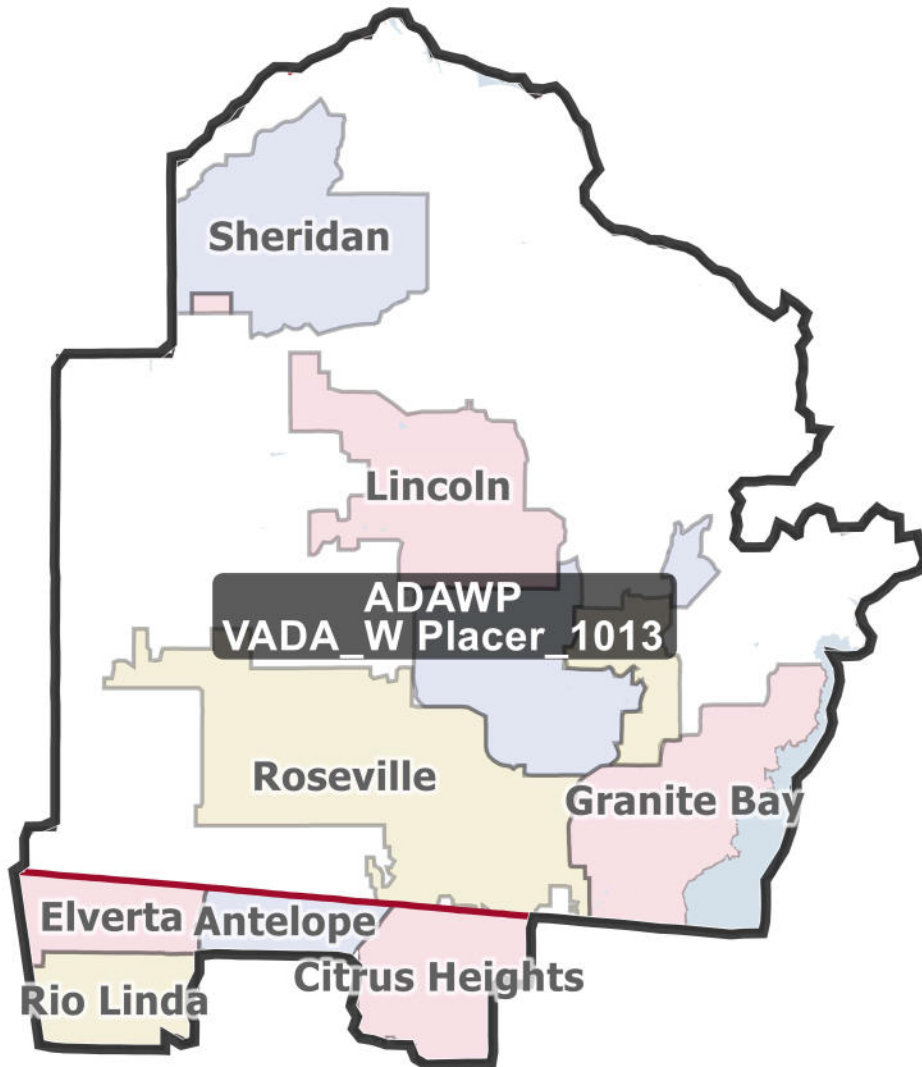 Sheridan
Lincoln
ADAWP
VADA_W Placer_1013
Roseville
Granite Bay
Elverta
Antelope
Citrus Heights
Rio Linda